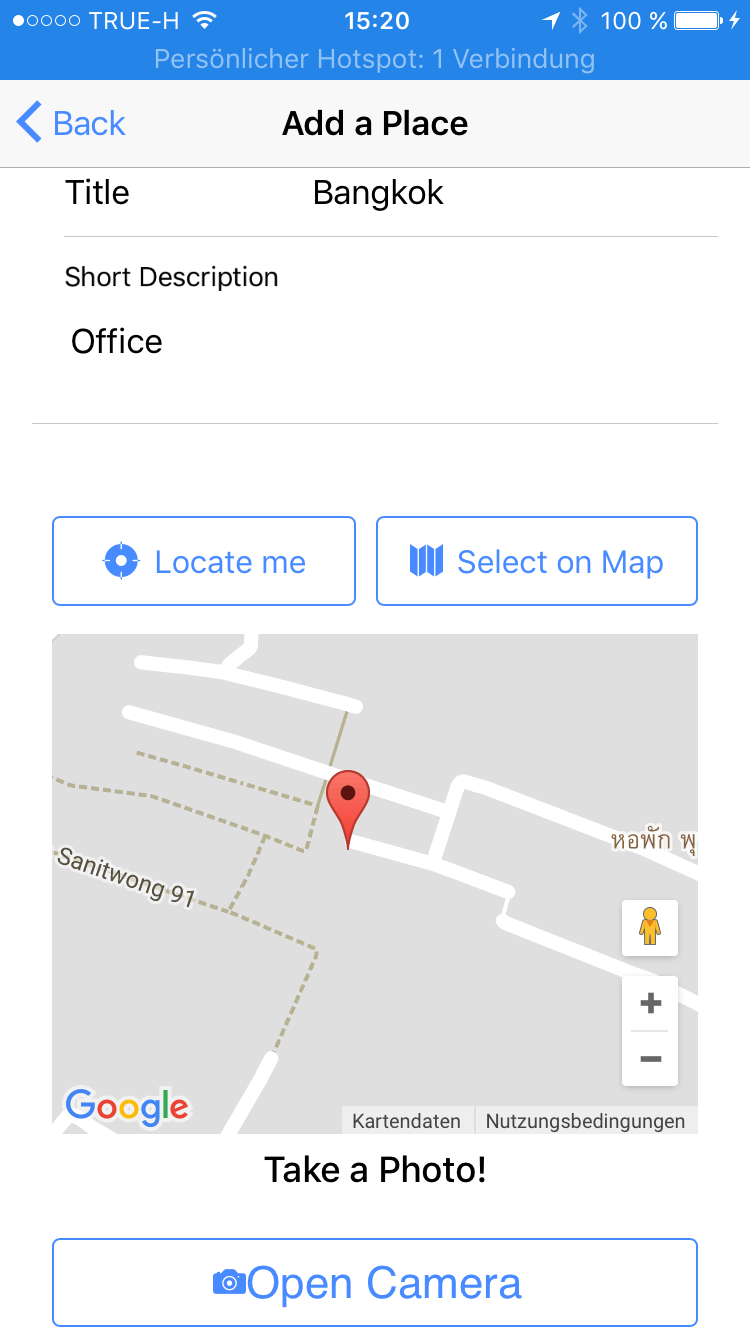 TRUE-H 15:20 100 %
Persönlicher Hotspot: 1 Verbindung
Back Add a Place
Title Bangkok
Short Description
Office
Locate me Select on Map
หอพัก พุ
Sanitwong 91
Google Kartendaten Nutzungsbedingungen
Take a Photo!
Open Camera